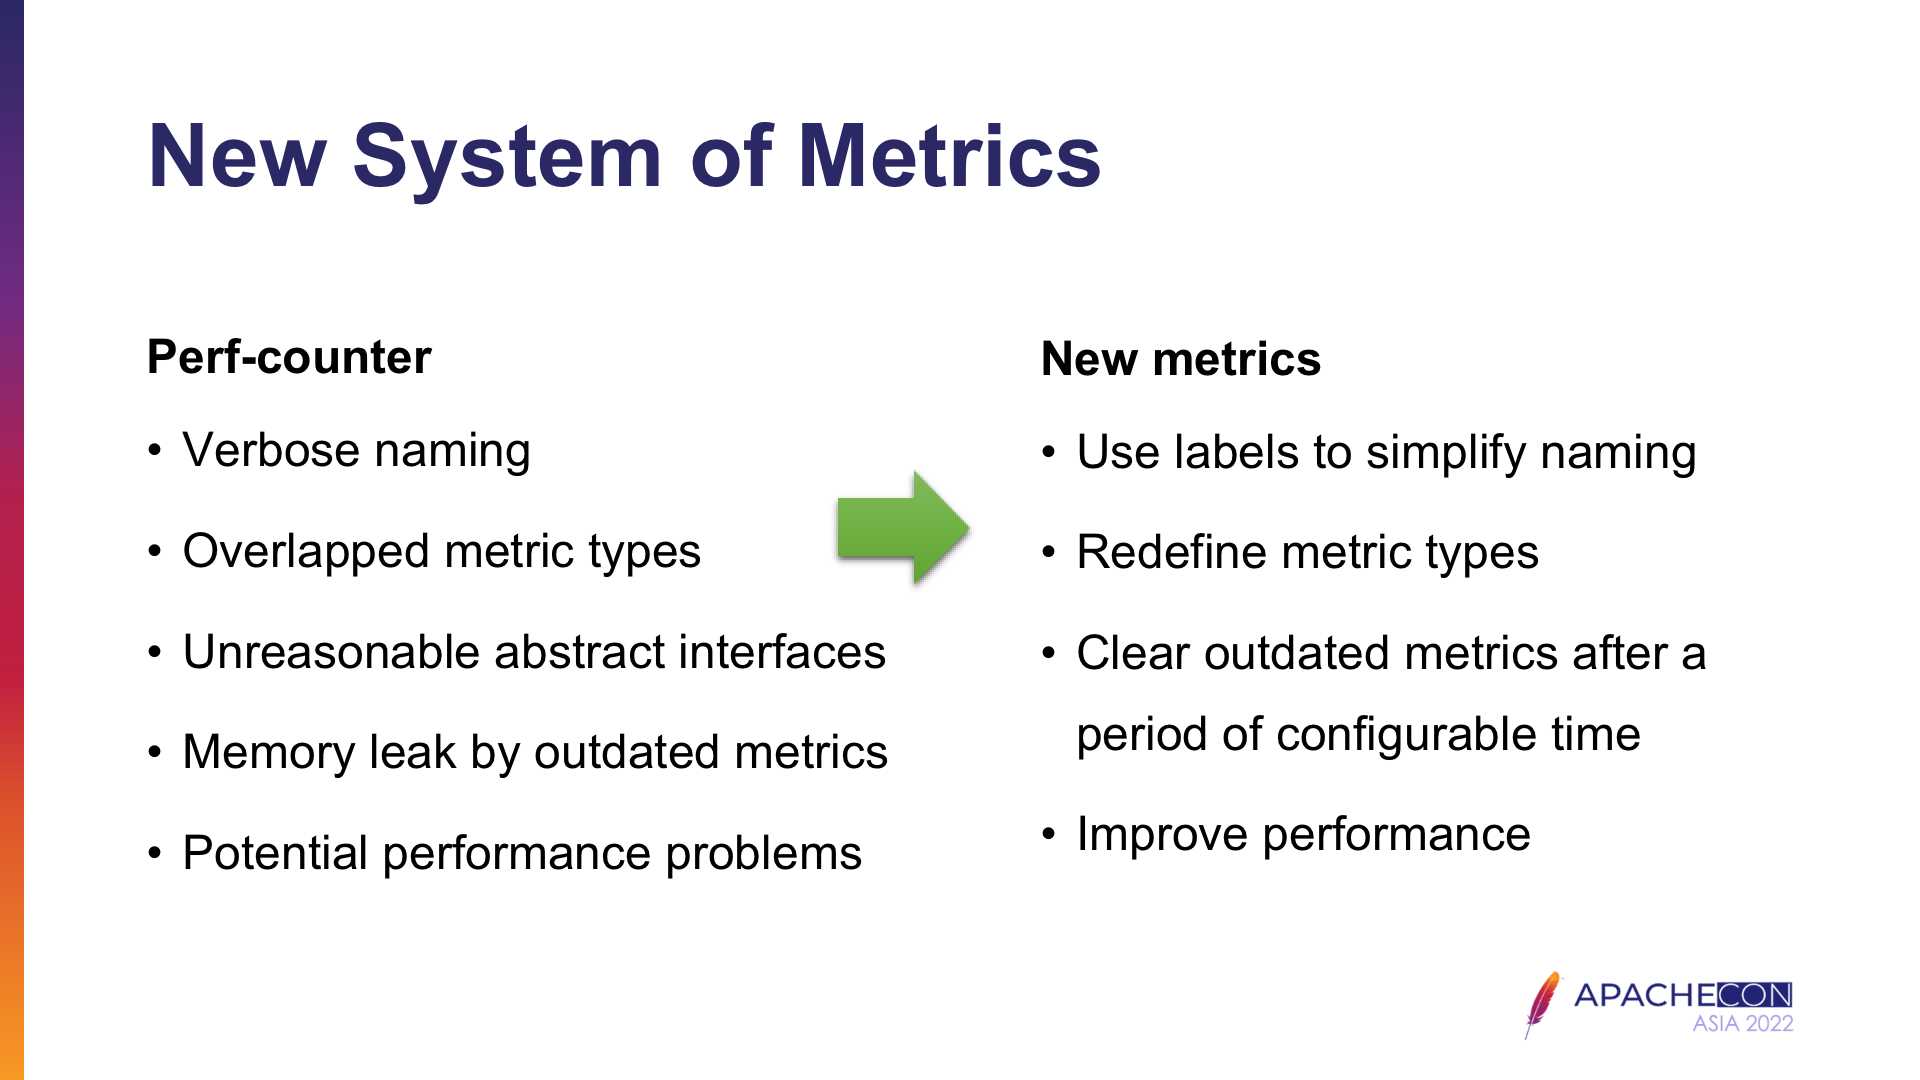 New System of Metrics
Perf-counter
• Verbose naming
• Overlapped metric types
• Unreasonable abstract interfaces
• Memory leak by outdated metrics
• Potential performance problems
New metrics
• Use labels to simplify naming
• Redefine metric types
• Clear outdated metrics after a
period of configurable time
• Improve performance
APACHECON
ASIA 2022